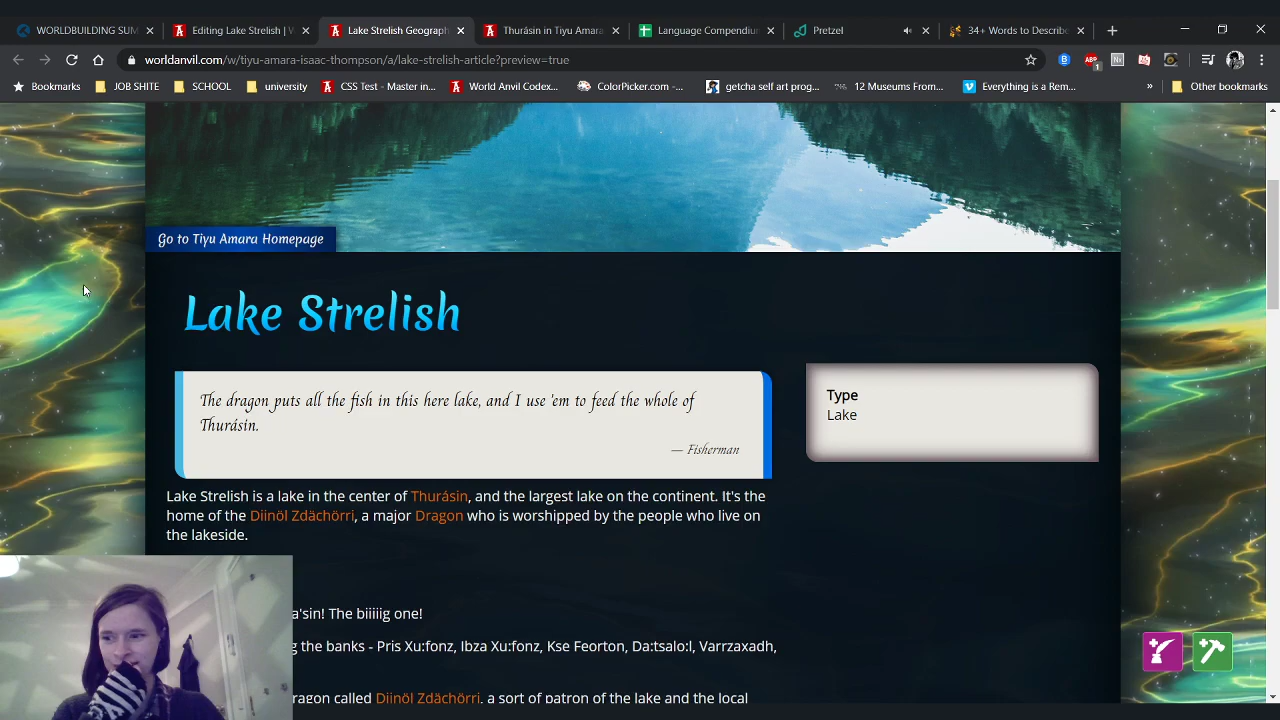 WORLDBUILDING SUM
Editing Lake Strelish | W
Lake Strelish Geograph
Thurásin in Tiyu Amara
Language Compendium
Pretzel
34+ Words to Describe
worldanvil.com/w/tiyu-amara-isaac-thompson/a/lake-strelish-article?preview=true
Bookmarks
JOB SHITE
SCHOOL
university
CSS Test - Master in...
World Anvil Codex...
ColorPicker.com -...
getcha self art prog...
12 Museums From...
Everything is a Rem...
»
Other bookmarks
Go to Tiyu Amara Homepage
Lake Strelish
The dragon puts all the fish in this here lake, and I use 'em to feed the whole of
Thurásin.
— Fisherman
Type
Lake
Lake Strelish is a lake in the center of Thurásin, and the largest lake on the continent. It's the
home of the Diinöl Zdächörri, a major Dragon who is worshipped by the people who live on
the lakeside.
a'sin! The biiiiig one!
g the banks - Pris Xu:fonz, Ibza Xu:fonz, Kse Feorton, Da:tsalo:l, Varrzaxadh,
ragon called Diinöl Zdächörri, a sort of patron of the lake and the local